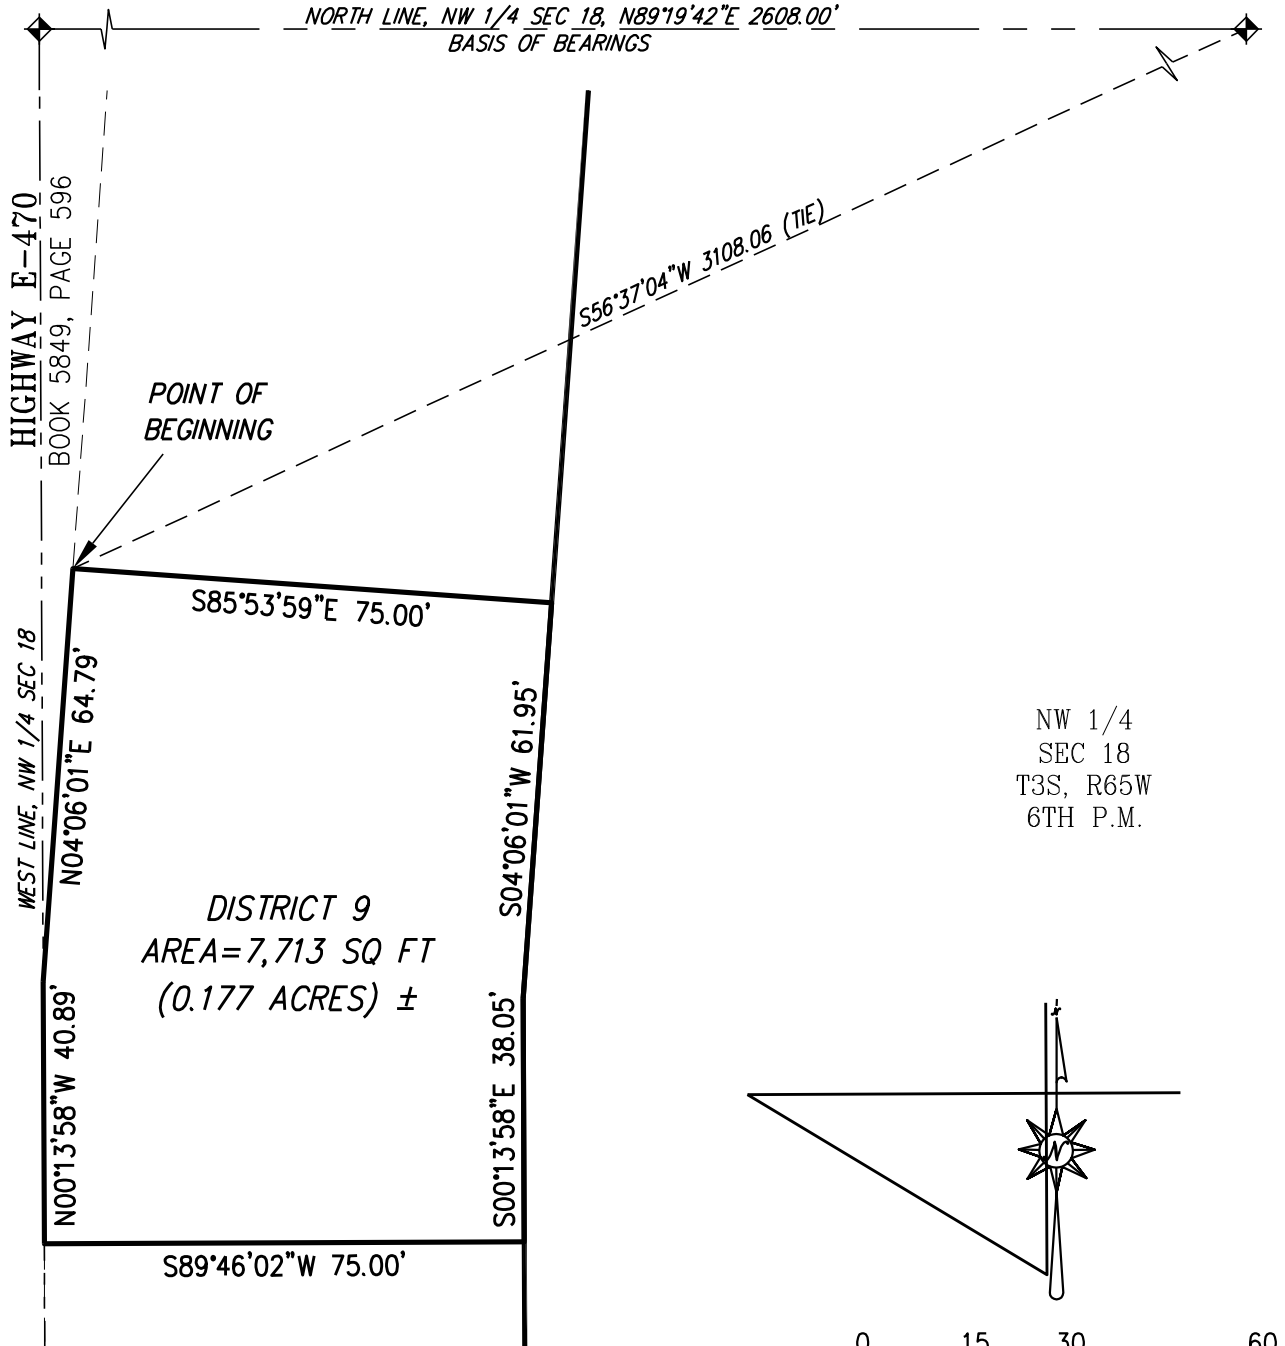 NORTH LINE, NW 1/4 SEC 18, N89°19'42"E 2608.00'
BASIS OF BEARINGS
HIGHWAY E-470
BOOK 5849, PAGE 596
S56°37'04"W 3108.06 (TIE)
POINT OF
BEGINNING
S85°53'59"E 75.00'
WEST LINE, NW 1/4 SEC 18
N04°06'01"E 64.79'
S04°06'01"W 61.95'
NW 1/4
SEC 18
T3S, R65W
6TH P.M.
DISTRICT 9
AREA=7,713 SQ FT
(0.177 ACRES) ±
N00°13'58"W 40.89'
S00°13'58"E 38.05'
S89°46'02"W 75.00'
N
0 15 30 60